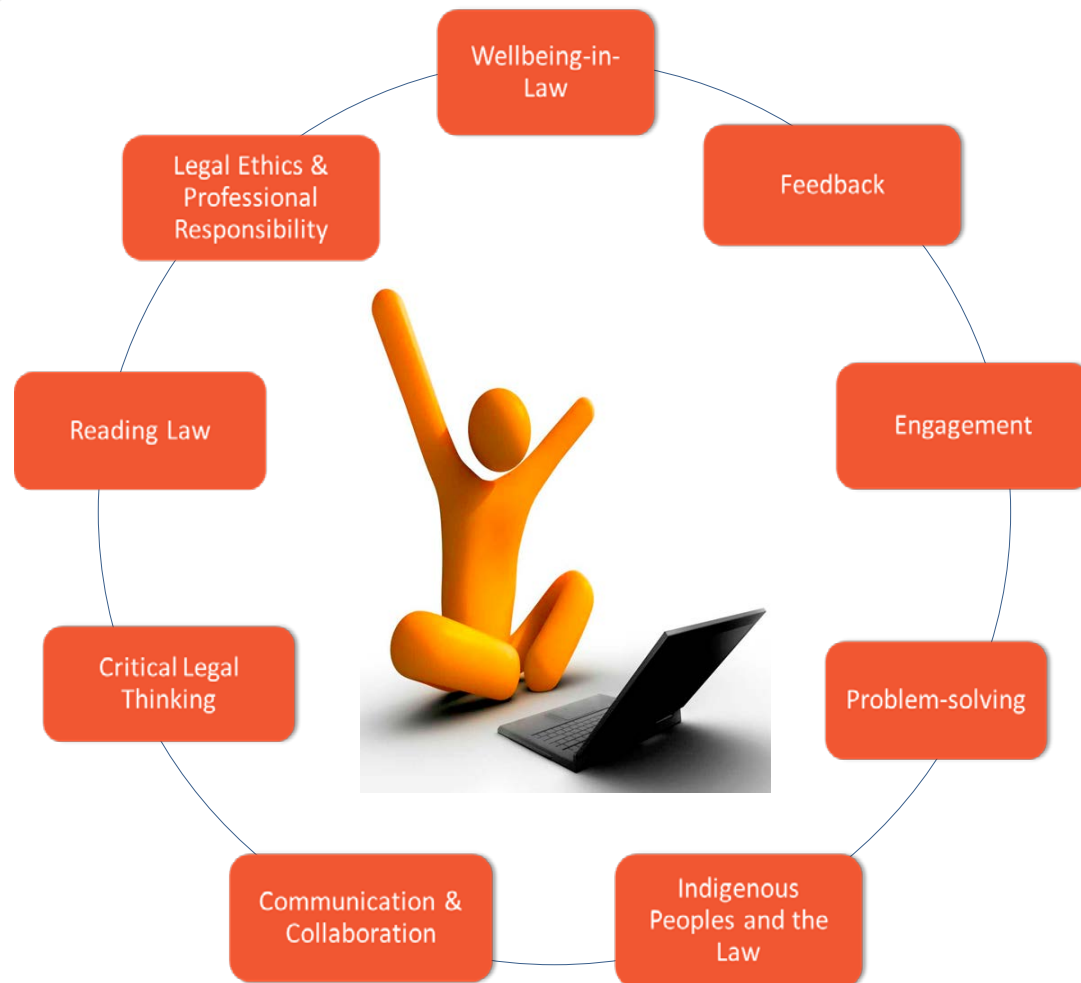 Wellbeing-in-
Law
Feedback
Engagement
Problem-solving
Indigenous
Peoples and the
Law
Communication &
Collaboration
Critical Legal
Thinking
Reading Law
Legal Ethics &
Professional
Responsibility